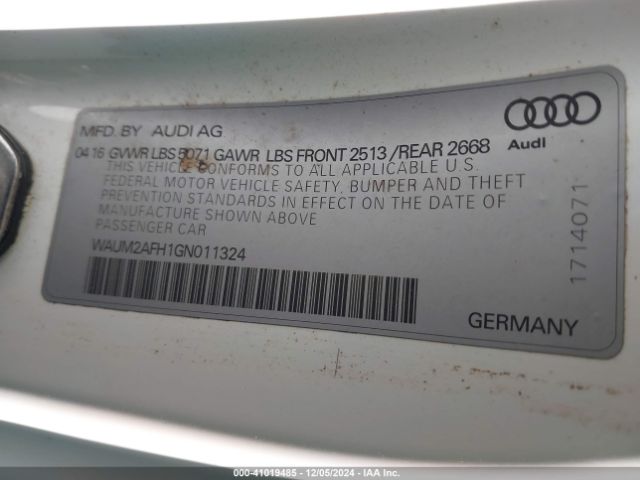 MFD. BY AUDI AG
04 16 GVWR LBS 5071 GAWR LBS FRONT 2513 /REAR 2668
THIS VEHICLE CONFORMS TO ALL APPLICABLE U.S.
FEDERAL MOTOR VEHICLE SAFETY, BUMPER AND THEFT
PREVENTION STANDARDS IN EFFECT ON THE DATE OF
MANUFACTURE SHOWN ABOVE
PASSENGER CAR
WAUM2AFH1GN011324
Audi
1714071
GERMANY
000-41019485 - 12/05/2024 - IAA Inc.